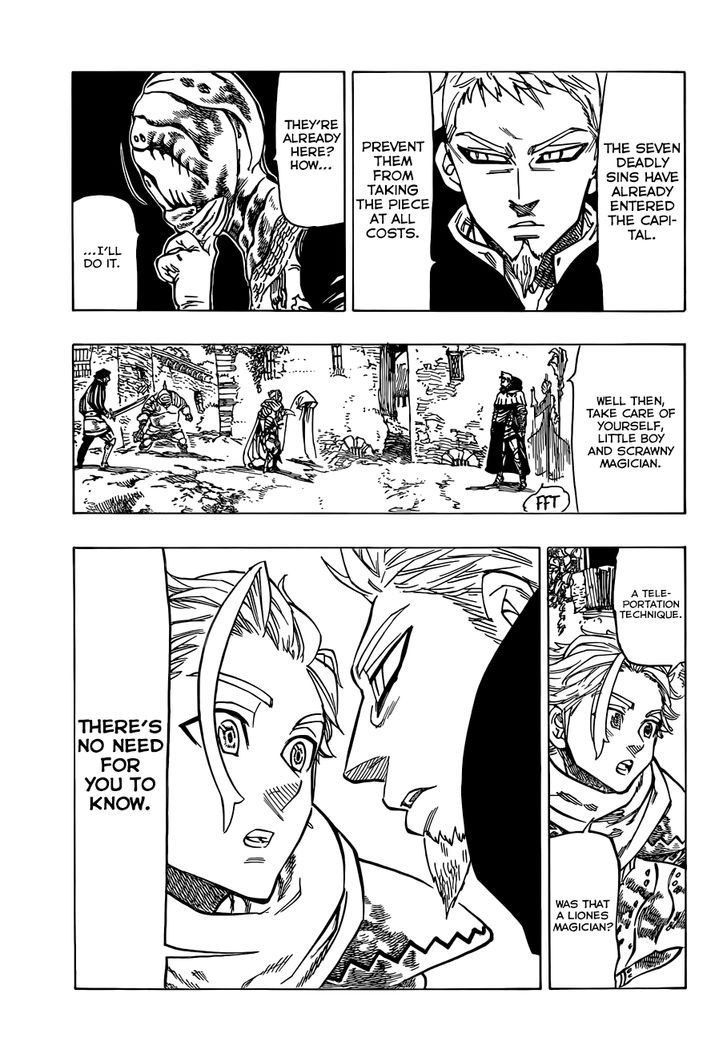 THE SEVEN
DEADLY
SINS HAVE
ALREADY
ENTERED
THE CAPI-
TAL.
PREVENT
THEM
FROM
TAKING
THE PIECE
AT ALL
COSTS.
THEY'RE
ALREADY
HERE?
HOW...
...I'LL
DO IT.
WELL THEN,
TAKE CARE OF
YOURSELF,
LITTLE BOY
AND SCRAWNY
MAGICIAN.
FFT
A TELE-
PORTATION
TECHNIQUE.
WAS THAT
A LIONES
MAGICIAN?
THERE'S
NO NEED
FOR
YOU TO
KNOW.